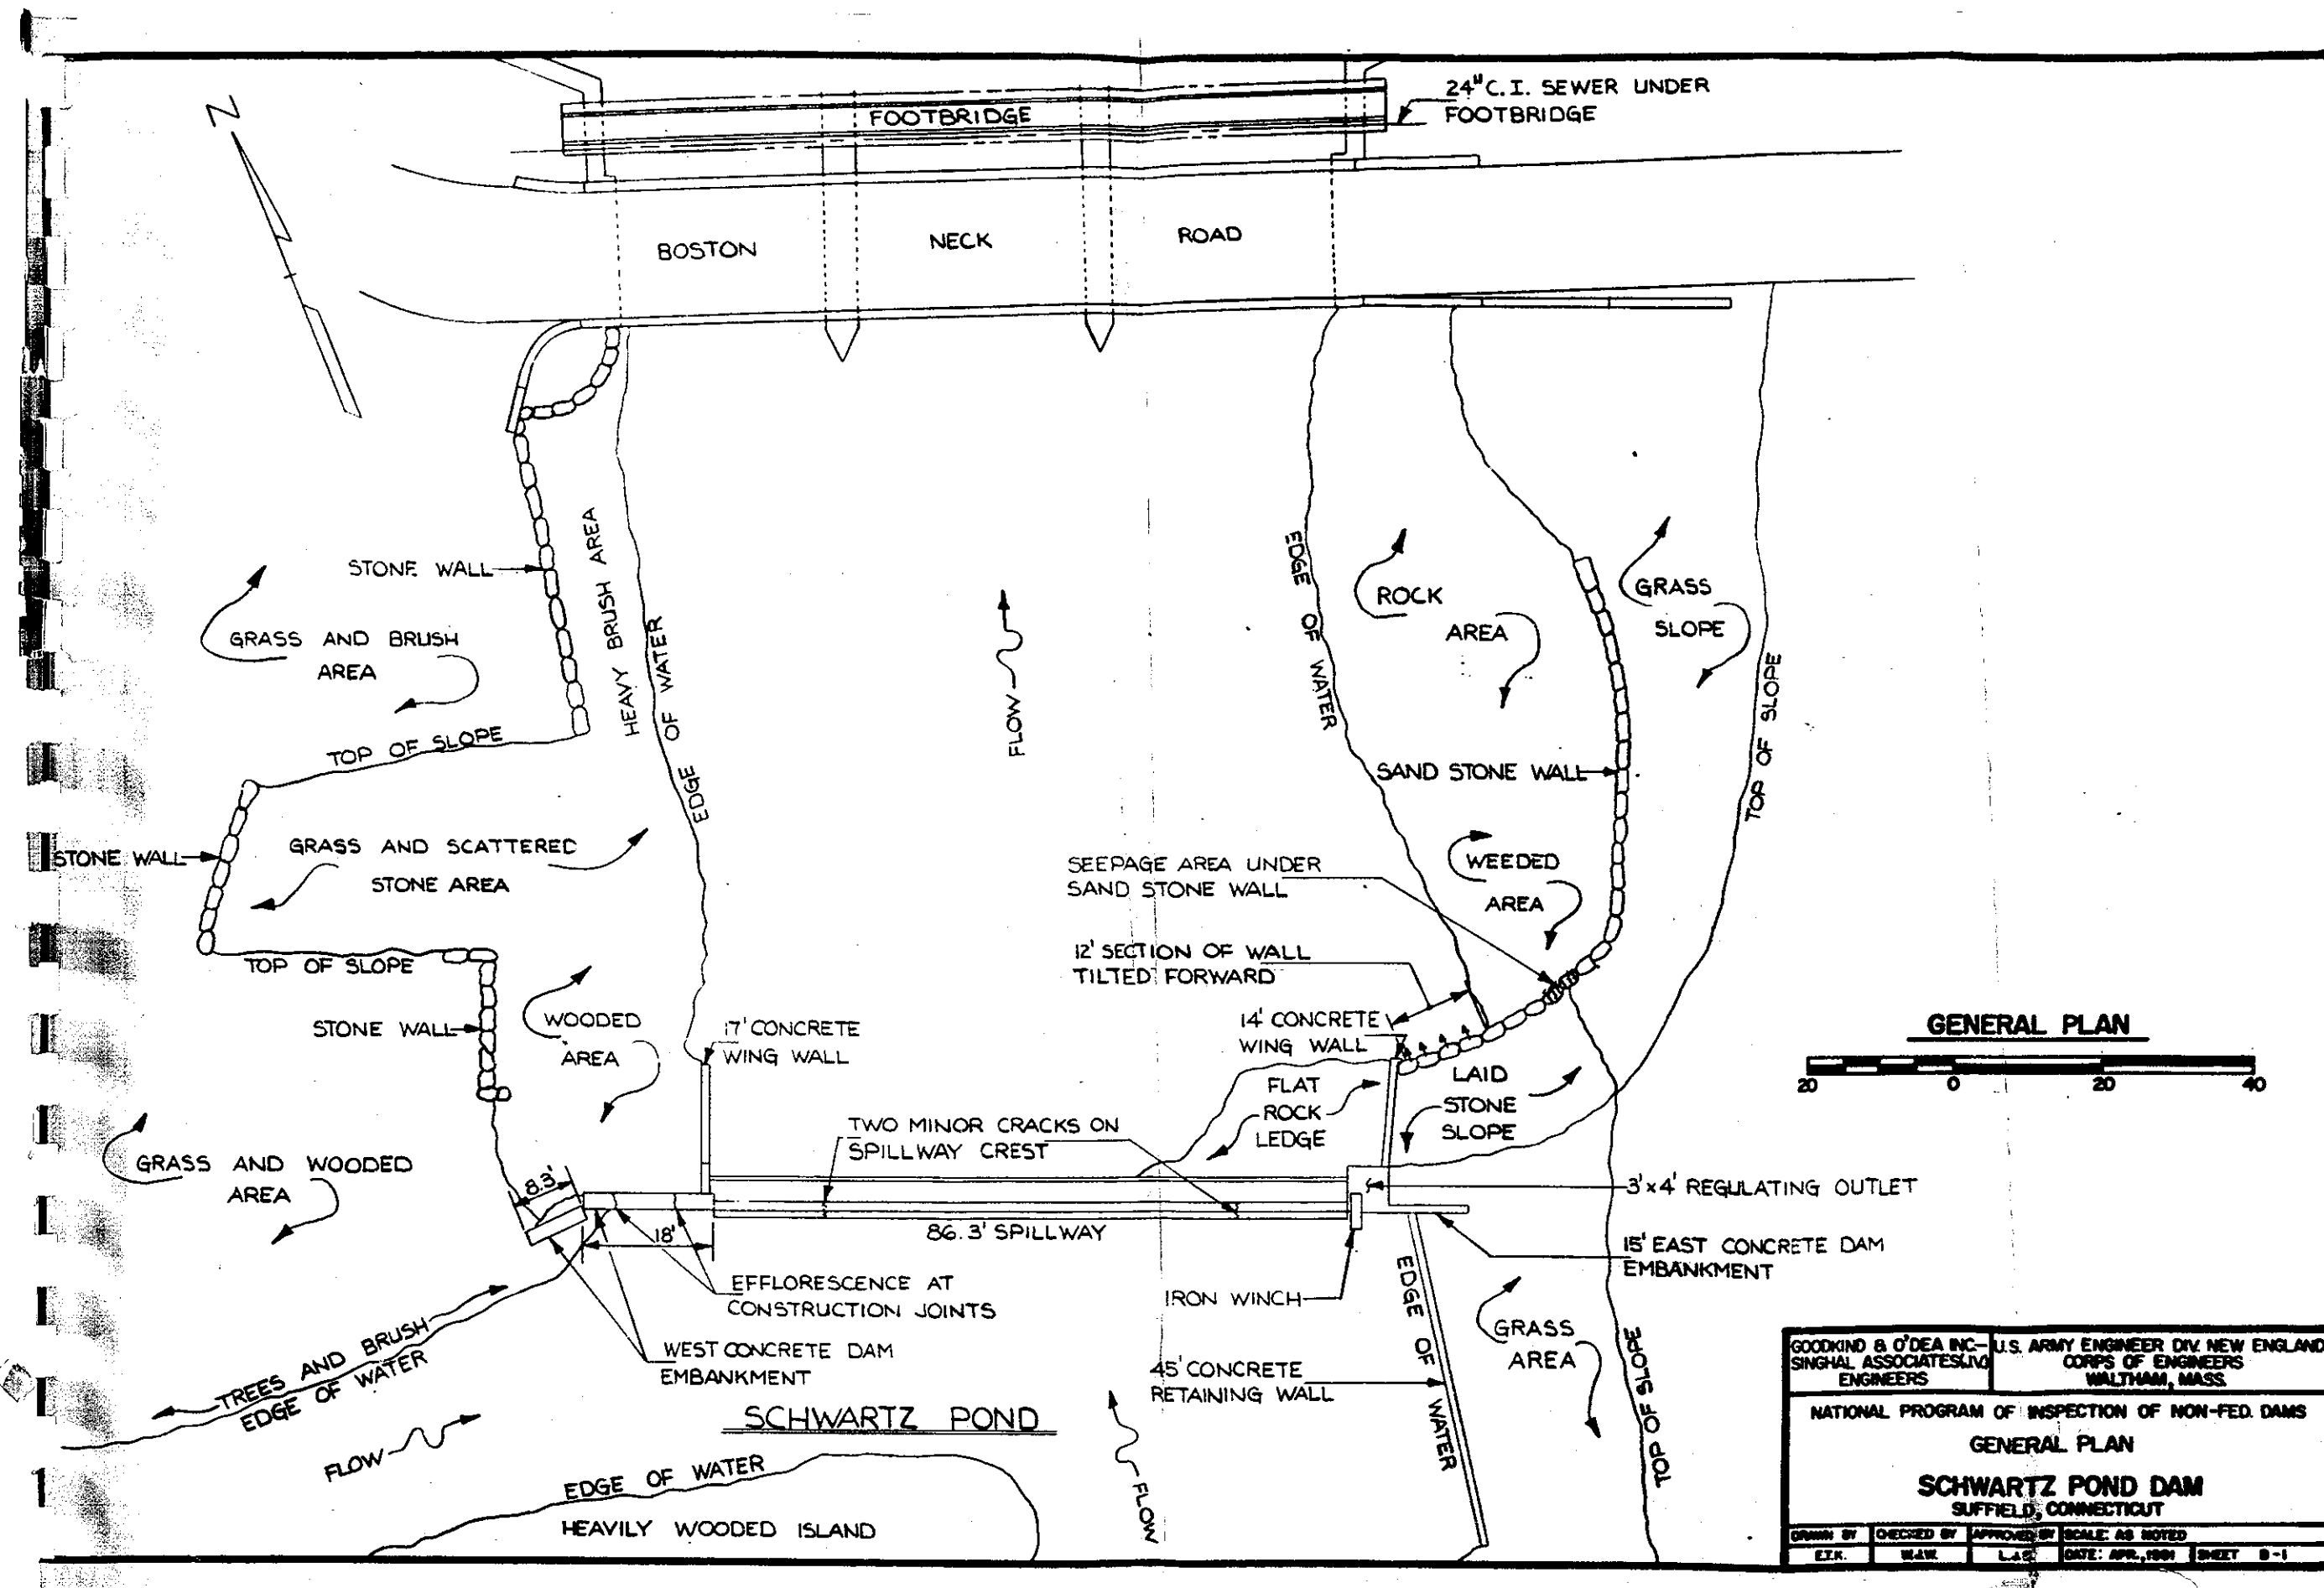 N
24" C.I. SEWER UNDER
FOOTBRIDGE
FOOTBRIDGE
BOSTON NECK ROAD
STONE WALL
HEAVY BRUSH AREA
EDGE OF WATER
GRASS AND BRUSH
AREA
TOP OF SLOPE
FLOW
EDGE OF WATER
ROCK
AREA
GRASS
SLOPE
SAND STONE WALL
TOP OF SLOPE
STONE WALL
GRASS AND SCATTERED
STONE AREA
TOP OF SLOPE
SEEPAGE AREA UNDER
SAND STONE WALL
WEEDED
AREA
12' SECTION OF WALL
TILTED FORWARD
STONE WALL
WOODED
AREA
17' CONCRETE
WING WALL
14' CONCRETE
WING WALL
FLAT
ROCK
LEDGE
LAID
STONE
SLOPE
GENERAL PLAN
20 0 20 40
TWO MINOR CRACKS ON
SPILLWAY CREST
GRASS AND WOODED
AREA
8.3'
18'
86.3' SPILLWAY
3'x4' REGULATING OUTLET
15' EAST CONCRETE DAM
EMBANKMENT
EFFLORESCENCE AT
CONSTRUCTION JOINTS
IRON WINCH
EDGE OF WATER
GRASS
AREA
TOP OF SLOPE
WEST CONCRETE DAM
EMBANKMENT
45' CONCRETE
RETAINING WALL
TREES AND BRUSH
EDGE OF WATER
SCHWARTZ POND
FLOW
FLOW
EDGE OF WATER
HEAVILY WOODED ISLAND
GOODKIND & O'DEA INC.
SINGHAL ASSOCIATES
ENGINEERS
U.S. ARMY ENGINEER DIV. NEW ENGLAND
CORPS OF ENGINEERS
WALTHAM, MASS.
NATIONAL PROGRAM OF INSPECTION OF NON-FED. DAMS
GENERAL PLAN
SCHWARTZ POND DAM
SUFFIELD, CONNECTICUT
DRAWN BY CHECKED BY APPROVED BY SCALE: AS NOTED
E.T.K. W.J.W. DATE: APR., 1981 SHEET B-1